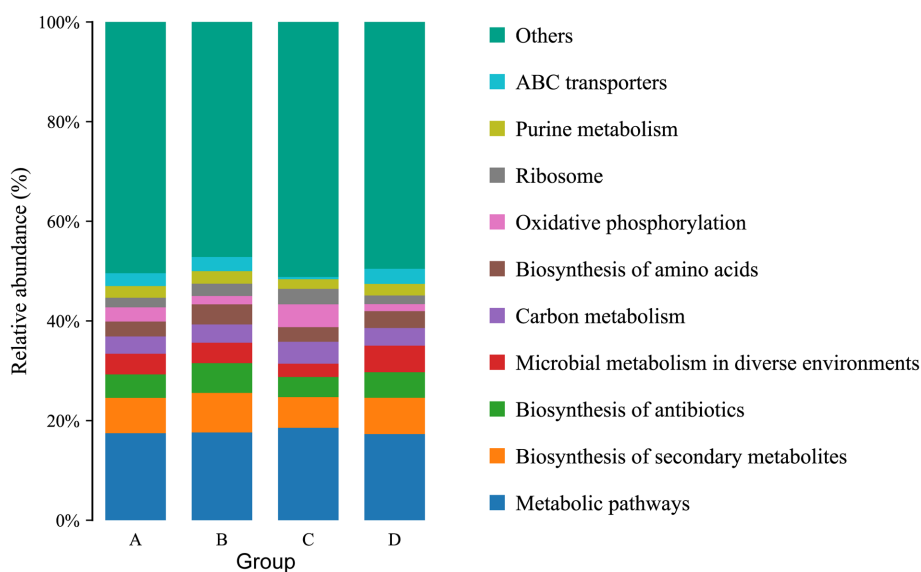 Relative abundance (%)
100%
80%
60%
40%
20%
0%
A B C D
Group
Others
ABC transporters
Purine metabolism
Ribosome
Oxidative phosphorylation
Biosynthesis of amino acids
Carbon metabolism
Microbial metabolism in diverse environments
Biosynthesis of antibiotics
Biosynthesis of secondary metabolites
Metabolic pathways